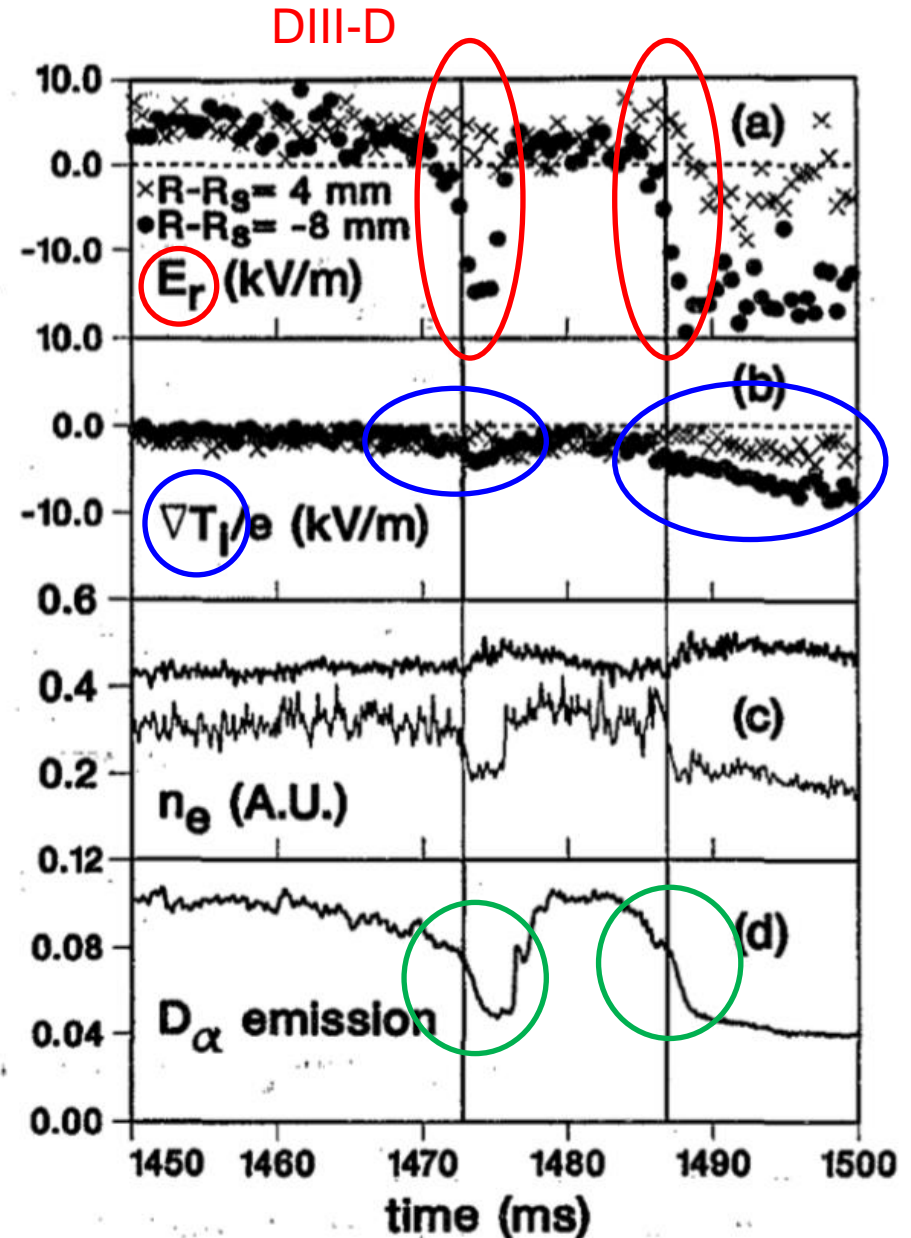 DIII-D
10.0
(a)
0.0
×R-Rs= 4 mm
●R-Rs= -8 mm
-10.0
Er (kV/m)
10.0
(b)
0.0
-10.0
∇Ti/e (kV/m)
0.6
0.4
(c)
0.2
ne (A.U.)
0.12
(d)
0.08
Dα emission
0.04
0.00
1450 1460 1470 1480 1490 1500
time (ms)